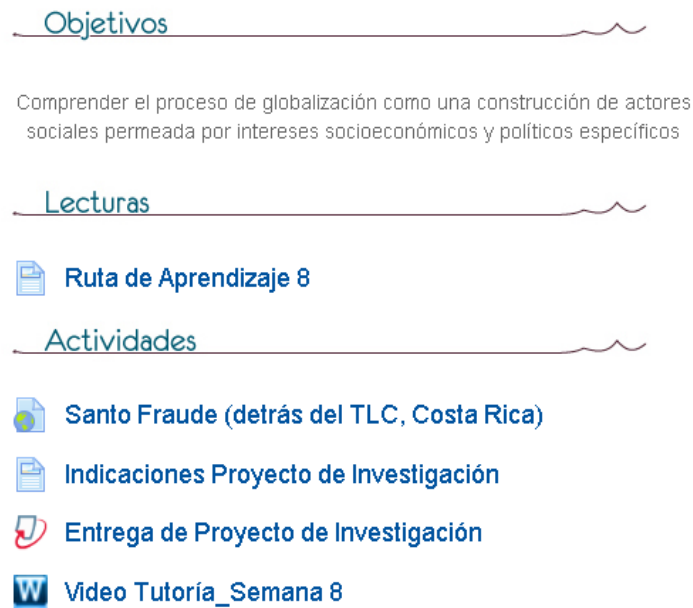 Objetivos
Comprender el proceso de globalización como una construcción de actores
sociales permeada por intereses socioeconómicos y políticos específicos
Lecturas
Ruta de Aprendizaje 8
Actividades
Santo Fraude (detrás del TLC, Costa Rica)
Indicaciones Proyecto de Investigación
Entrega de Proyecto de Investigación
W Video Tutoría_Semana 8